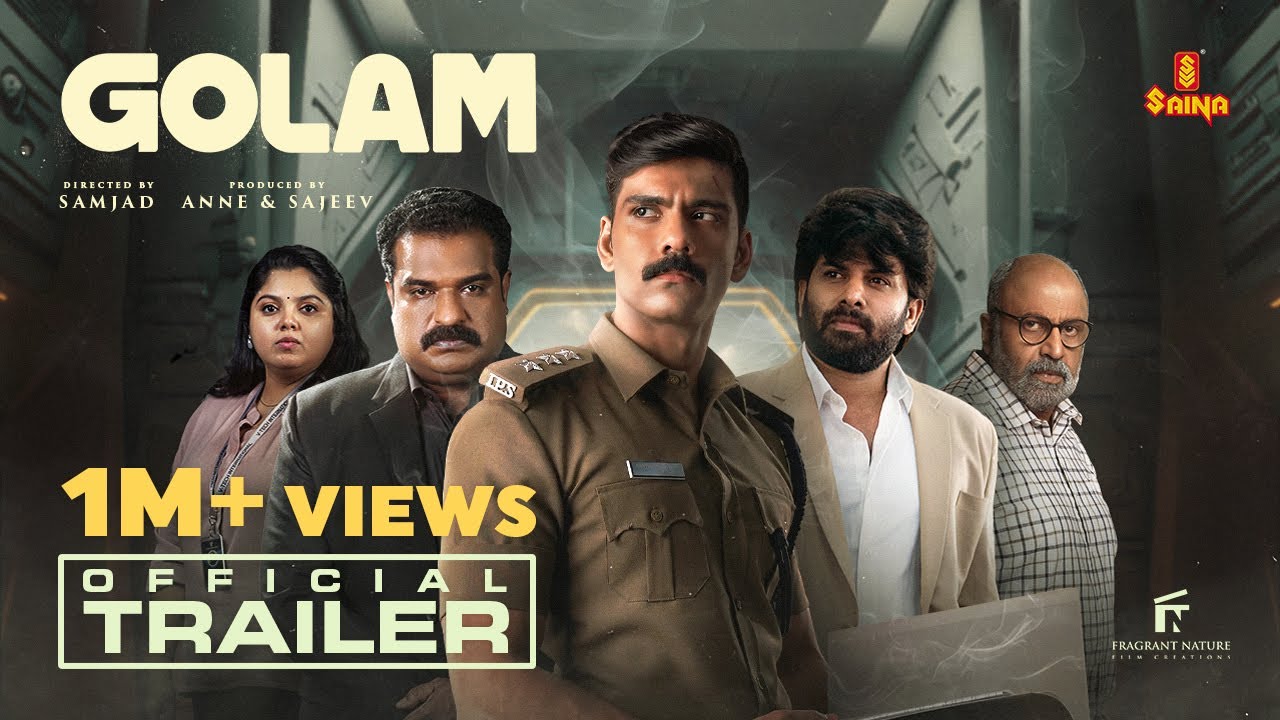 GOLAM
DIRECTED BY
SAMJAD
PRODUCED BY
ANNE & SAJEEV
S
SAINA
IPS
1M+ VIEWS
OFFICIAL
TRAILER
FRAGRANT NATURE
FILM CREATIONS